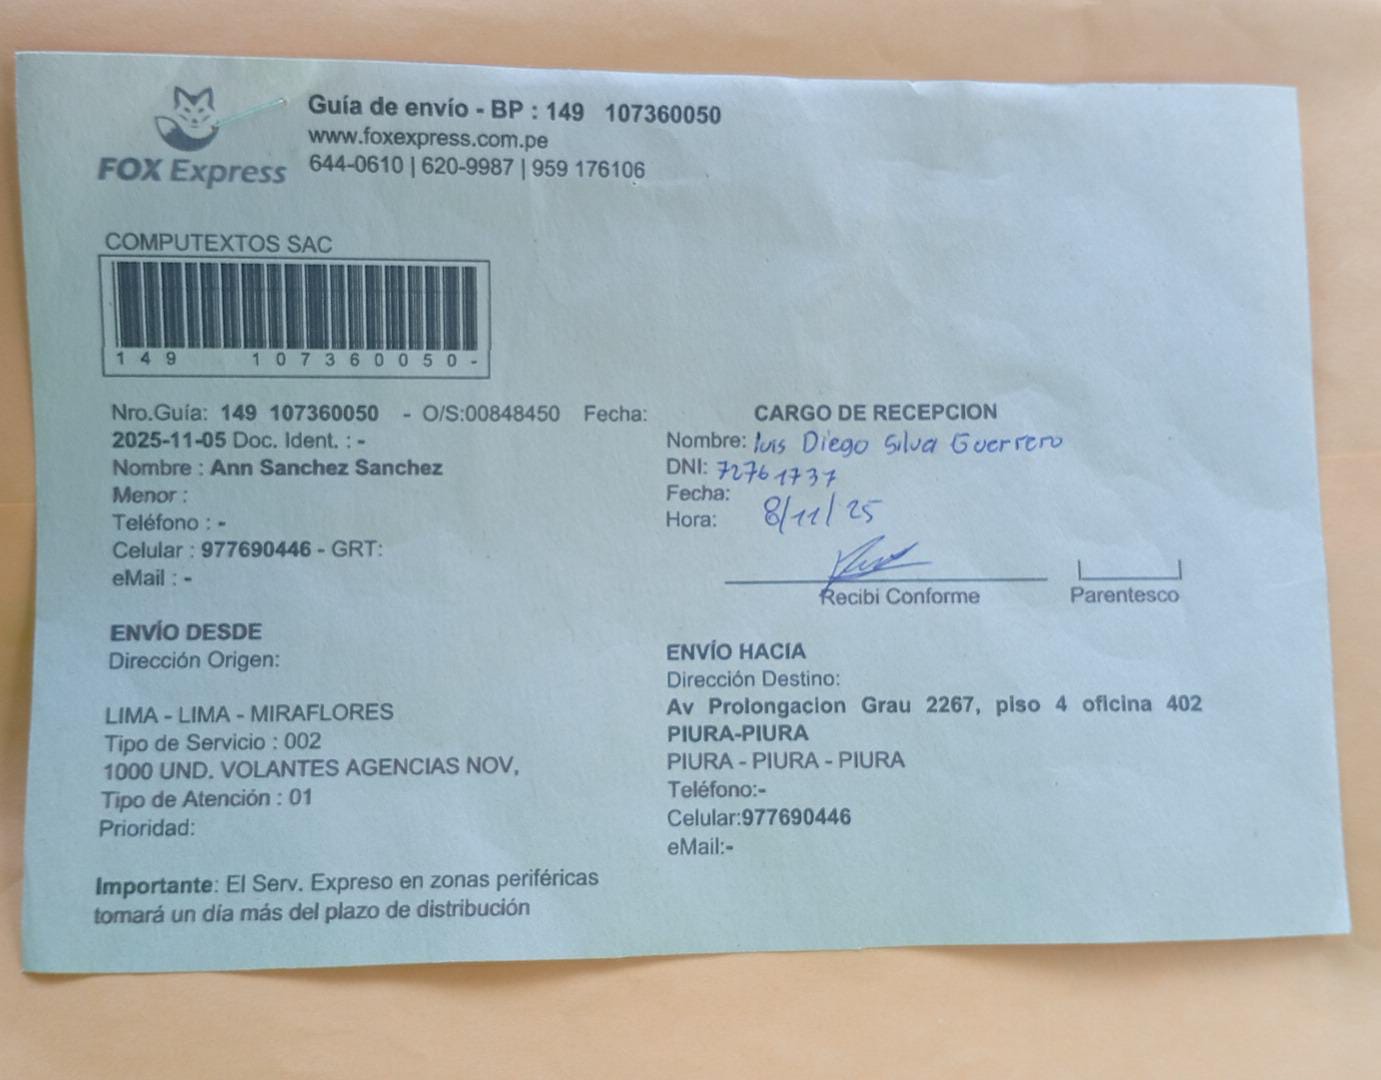 FOX Express
Guía de envío - BP : 149 107360050
www.foxexpress.com.pe
644-0610 | 620-9987 | 959 176106
COMPUTEXTOS SAC
149 107360050-
Nro.Guía: 149 107360050 - O/S:00848450 Fecha:
2025-11-05 Doc. Ident. : -
Nombre : Ann Sanchez Sanchez
Menor :
Teléfono : -
Celular : 977690446 - GRT:
eMail : -
CARGO DE RECEPCION
Nombre: luis Diego Silva Guerrero
DNI: 72761737
Fecha:
Hora: 8/11/25
Recibi Conforme
Parentesco
ENVÍO DESDE
Dirección Origen:
LIMA - LIMA - MIRAFLORES
Tipo de Servicio : 002
1000 UND. VOLANTES AGENCIAS NOV,
Tipo de Atención : 01
Prioridad:
ENVÍO HACIA
Dirección Destino:
Av Prolongacion Grau 2267, piso 4 oficina 402
PIURA-PIURA
PIURA - PIURA - PIURA
Teléfono:-
Celular:977690446
eMail:-
Importante: El Serv. Expreso en zonas periféricas
tomará un día más del plazo de distribución